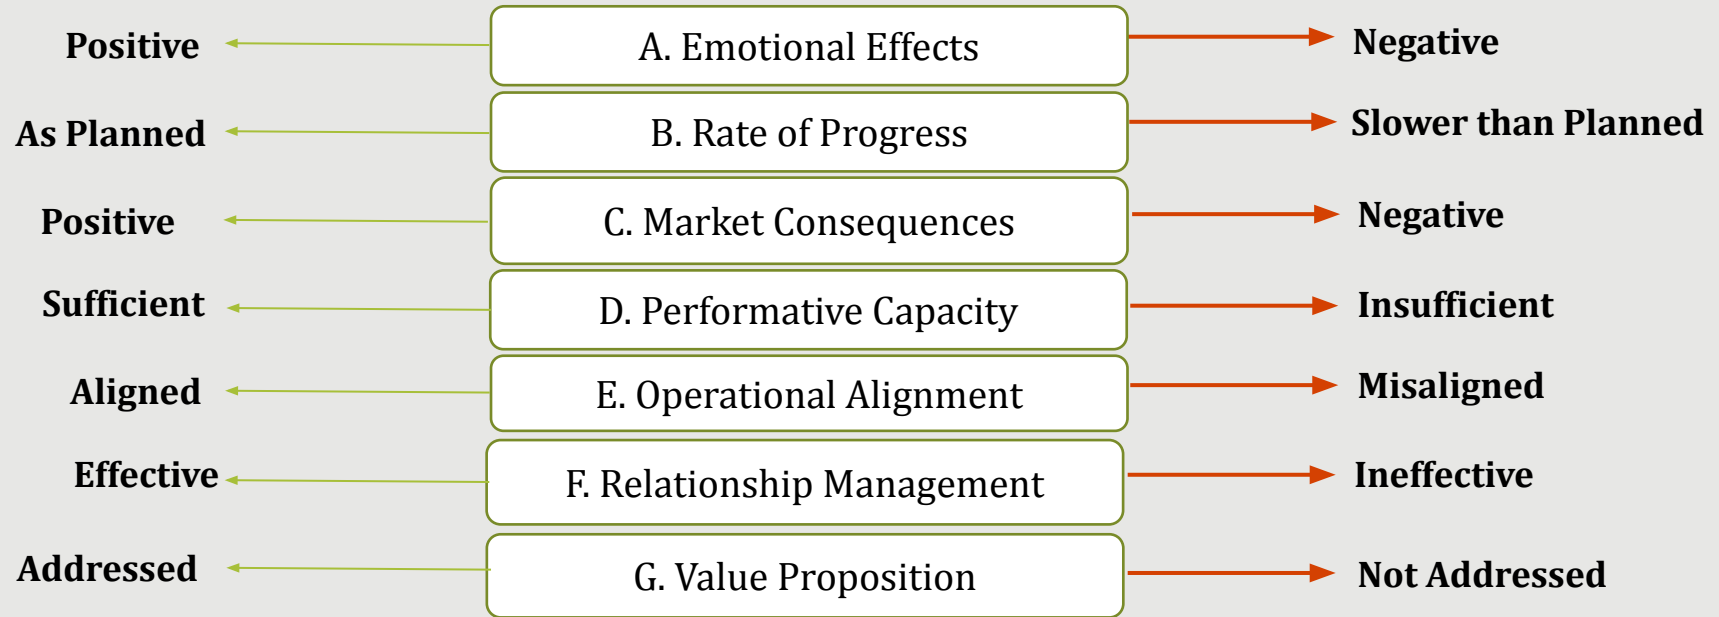 Positive
A. Emotional Effects
Negative
As Planned
B. Rate of Progress
Slower than Planned
Positive
C. Market Consequences
Negative
Sufficient
D. Performative Capacity
Insufficient
Aligned
E. Operational Alignment
Misaligned
Effective
F. Relationship Management
Ineffective
Addressed
G. Value Proposition
Not Addressed